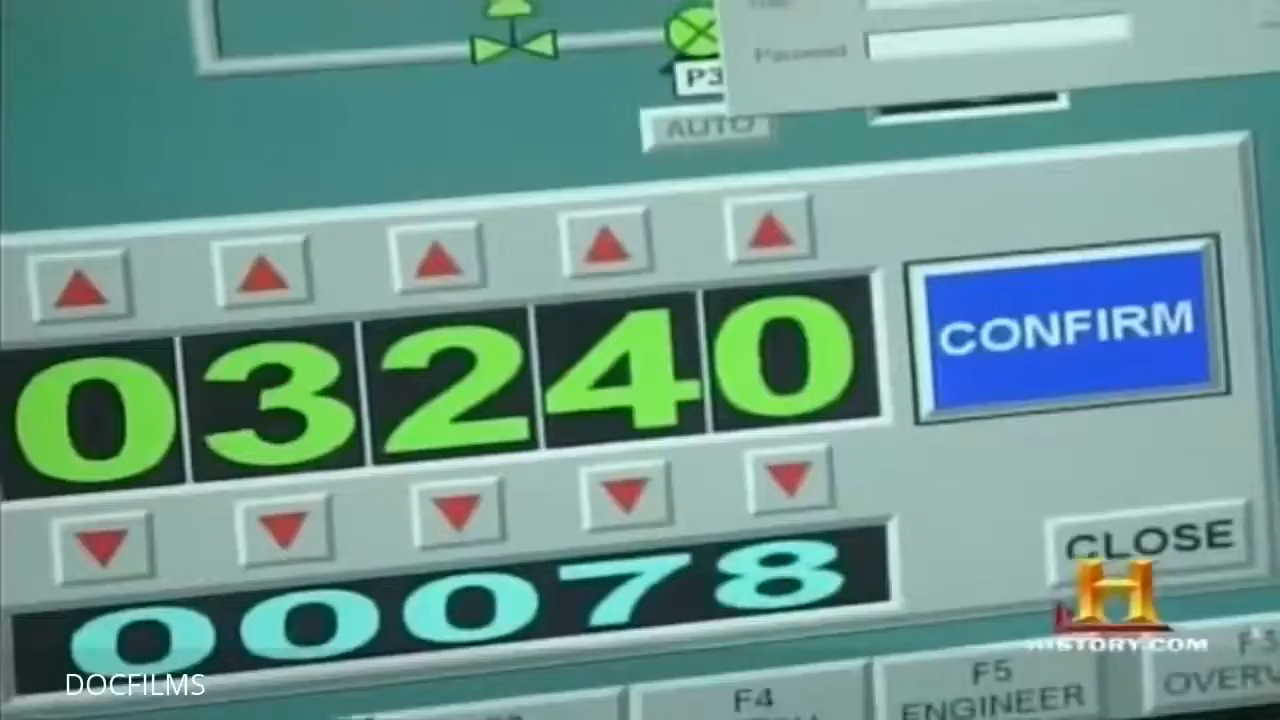 Password
P3
AUTO
03240
CONFIRM
CLOSE
00078
H
HISTORY.COM
DOCFILMS
F4
F5
ENGINEER